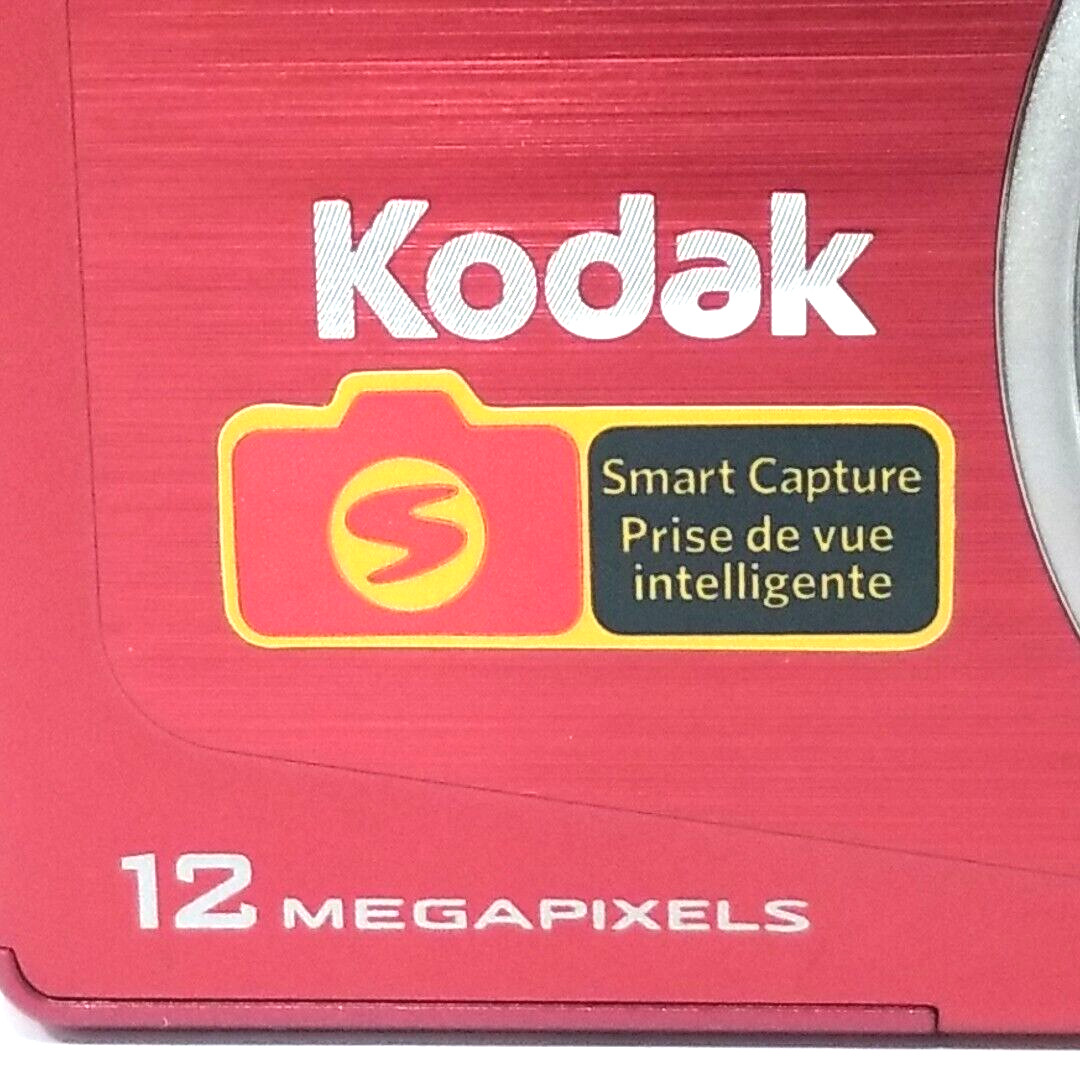 Kodak
S
Smart Capture
Prise de vue
intelligente
12 MEGAPIXELS